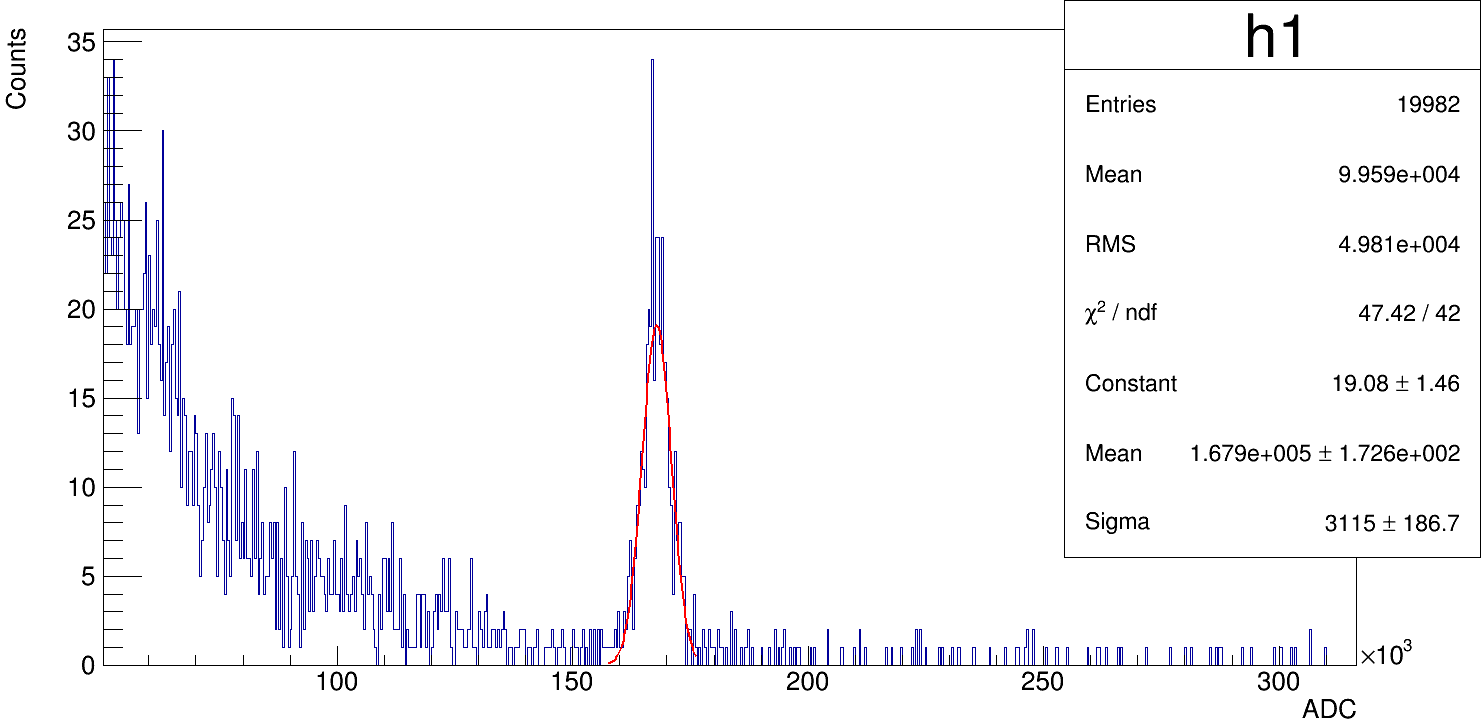 Counts
h1
Entries 19982
Mean 9.959e+004
RMS 4.981e+004
χ² / ndf 47.42 / 42
Constant 19.08 ± 1.46
Mean 1.679e+005 ± 1.726e+002
Sigma 3115 ± 186.7
35
30
25
20
15
10
5
0
100 150 200 250 300
×10³
ADC